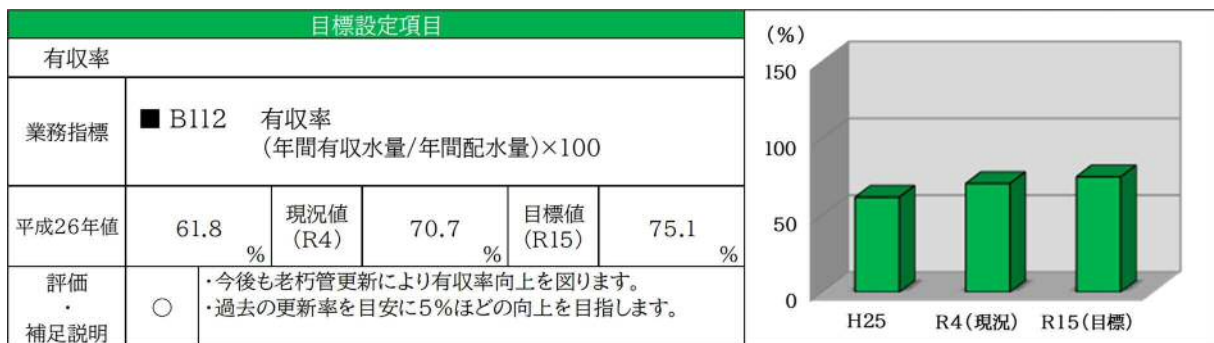 目標設定項目
有収率
業務指標
■ B112 有収率
(年間有収水量/年間配水量)×100
平成26年値
61.8 %
現況値
(R4)
70.7 %
目標値
(R15)
75.1 %
評価
・
補足説明
○
・今後も老朽管更新により有収率向上を図ります。
・過去の更新率を目安に5%ほどの向上を目指します。
(%)
150
100
50
0
H25 R4(現況) R15(目標)